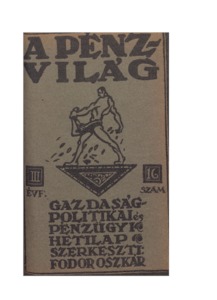 A PÉNZ-
VILÁG
III 16
ÉVF. SZÁM
GAZDASÁG-
POLITIKAI és
PÉNZÜGYI
HETILAP
SZERKESZTI:
FODOR OSZKÁR